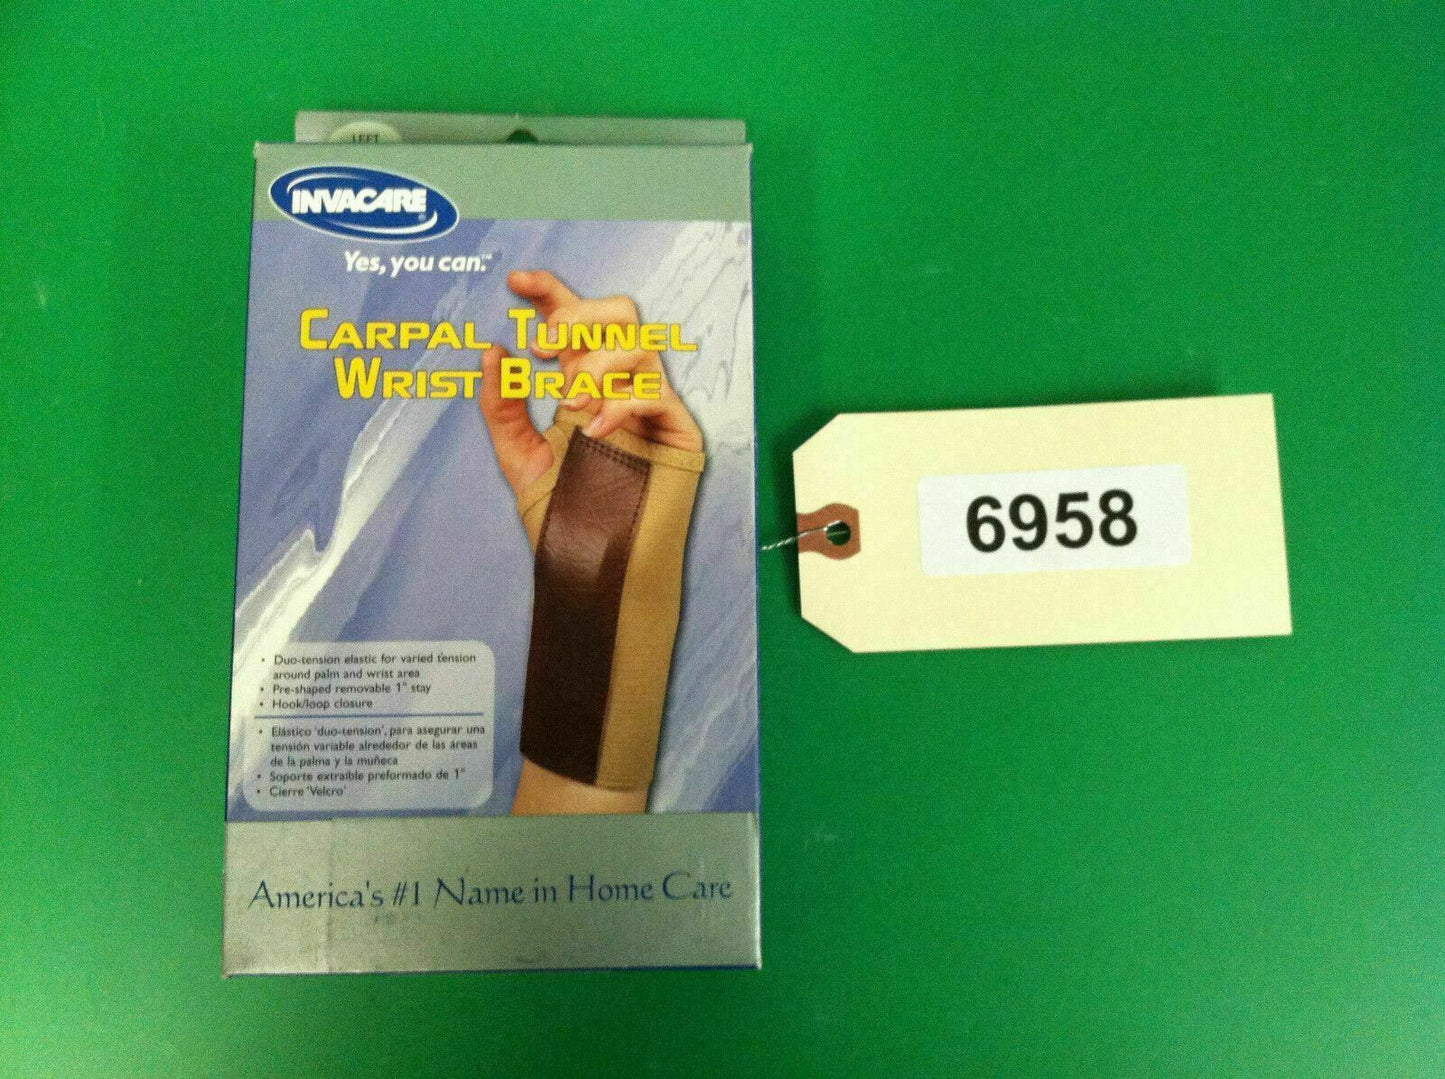 LEFT
INVACARE®
Yes, you can.™
CARPAL TUNNEL
WRIST BRACE
• Duo-tension elastic for varied tension
around palm and wrist area
• Pre-shaped removable 1" stay
• Hook/loop closure
• Elástico 'duo-tension', para asegurar una
tensión variable alrededor de las áreas
de la palma y la muñeca
• Soporte extraíble preformado de 1"
• Cierre 'Velcro'
America's #1 Name in Home Care
6958